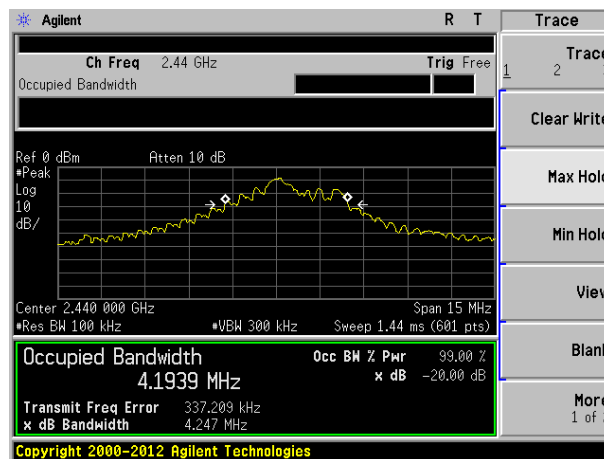 Agilent R T Trace
Ch Freq 2.44 GHz Trig Free
Occupied Bandwidth
Trace
1 2
Clear Write
Max Hold
Min Hold
View
Blank
More
1 of
Ref 0 dBm Atten 10 dB
#Peak
Log
10
dB/
Center 2.440 000 GHz Span 15 MHz
#Res BW 100 kHz #VBW 300 kHz Sweep 1.44 ms (601 pts)
Occupied Bandwidth Occ BW % Pwr 99.00 %
4.1939 MHz x dB -20.00 dB
Transmit Freq Error 337.209 kHz
x dB Bandwidth 4.247 MHz
Copyright 2000-2012 Agilent Technologies